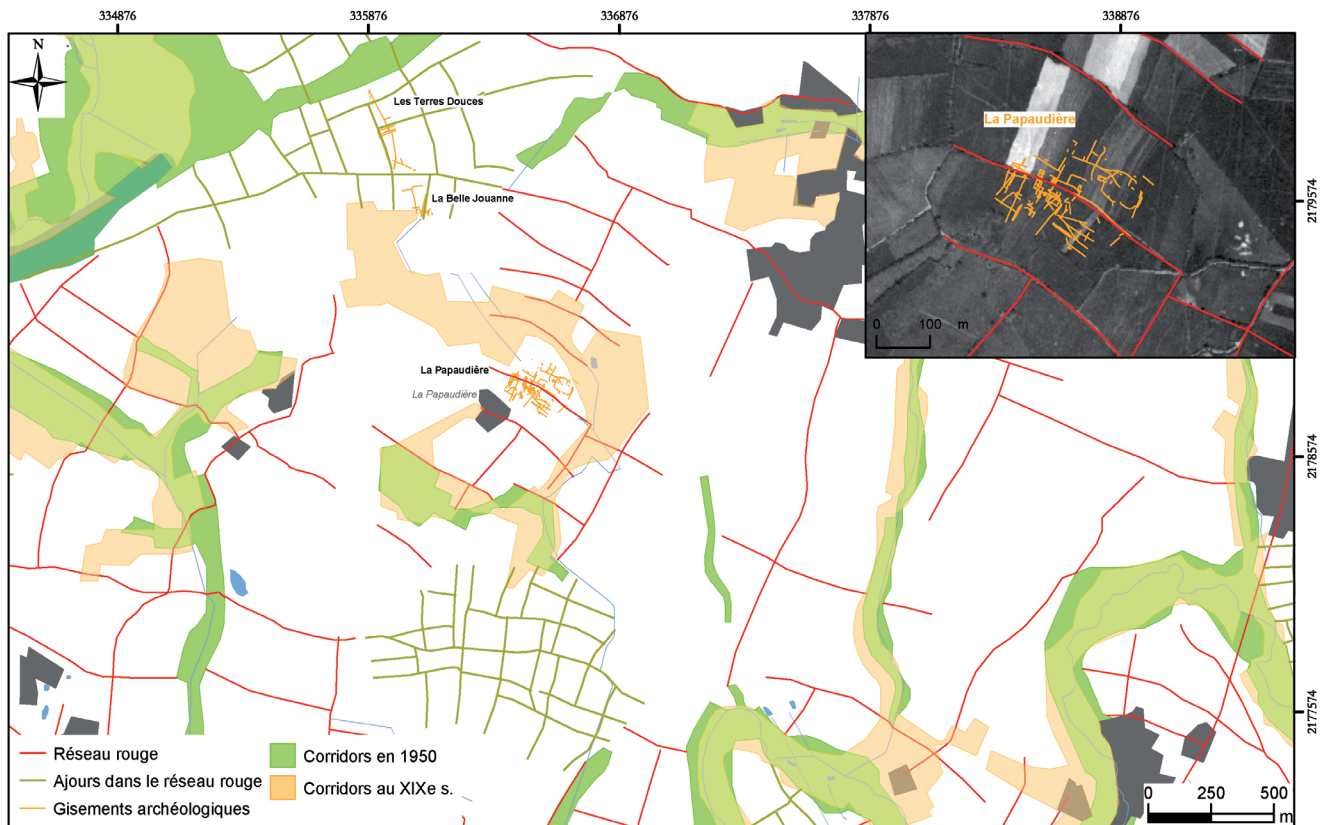 334876
335876
336876
337876
338876
N
Les Terres Douces
La Papaudière
2179574
La Belle Jouanne
0 100 m
La Papaudière
La Papaudière
2178574
2177574
Réseau rouge
Ajours dans le réseau rouge
Gisements archéologiques
Corridors en 1950
Corridors au XIXe s.
0 250 500
m